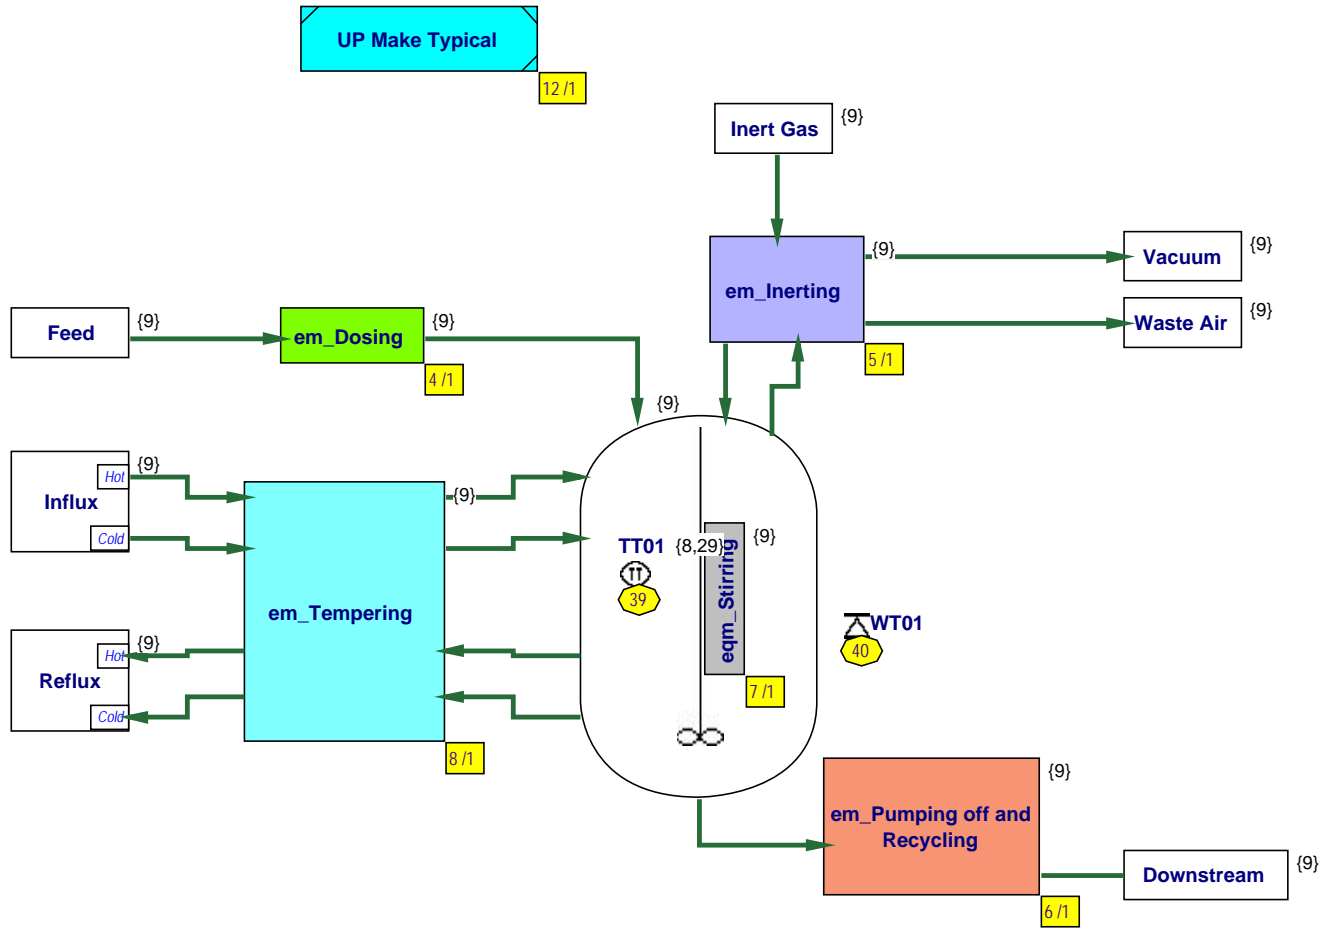 UP Make Typical
12 /1
Inert Gas
{9}
{9}
Vacuum
{9}
em_Inerting
Waste Air
{9}
5 /1
Feed
{9}
em_Dosing
{9}
4 /1
{9}
Influx
Hot
{9}
Cold
{9}
em_Tempering
TT01
{8,29}
39
eqm_Stirring
{9}
7 /1
WT01
40
Reflux
Hot
{9}
Cold
8 /1
em_Pumping off and
Recycling
{9}
6 /1
Downstream
{9}